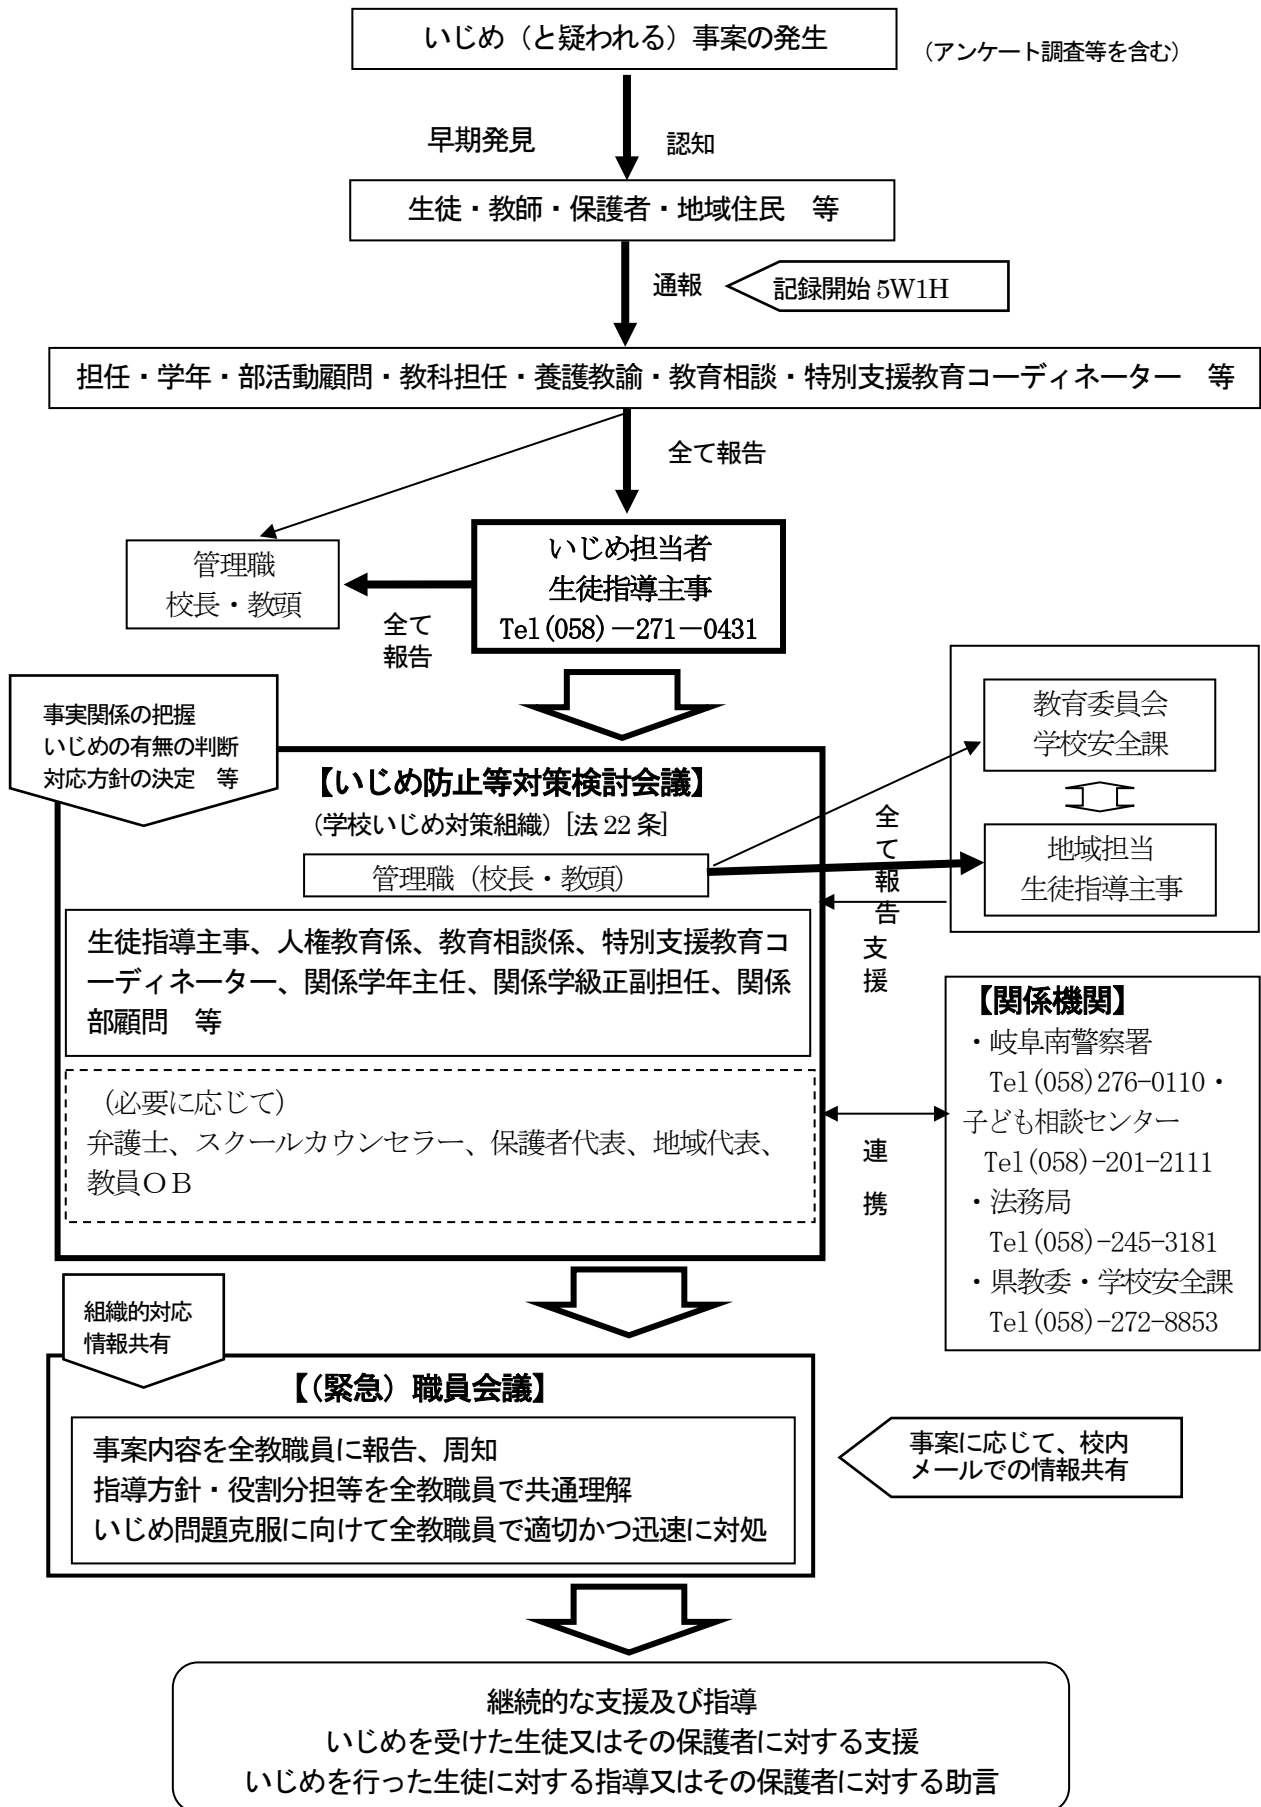 いじめ（と疑われる）事案の発生
（アンケート調査等を含む）
早期発見
認知
生徒・教師・保護者・地域住民　等
通報
記録開始 5W1H
担任・学年・部活動顧問・教科担任・養護教諭・教育相談・特別支援教育コーディネーター　等
全て報告
管理職
校長・教頭
いじめ担当者
生徒指導主事
Tel(058)－271－0431
全て
報告
事実関係の把握
いじめの有無の判断
対応方針の決定　等
教育委員会
学校安全課
地域担当
生徒指導主事
【いじめ防止等対策検討会議】
（学校いじめ対策組織）［法 22 条］
管理職（校長・教頭）
全て報告
支援
生徒指導主事、人権教育係、教育相談係、特別支援教育コ
ーディネーター、関係学年主任、関係学級正副担任、関係
部顧問　等
（必要に応じて）
弁護士、スクールカウンセラー、保護者代表、地域代表、
教員ＯＢ
連携
【関係機関】
・岐阜南警察署
Tel(058)276-0110・
子ども相談センター
Tel(058)-201-2111
・法務局
Tel(058)-245-3181
・県教委・学校安全課
Tel(058)-272-8853
組織的対応
情報共有
【（緊急）職員会議】
事案内容を全教職員に報告、周知
指導方針・役割分担等を全教職員で共通理解
いじめ問題克服に向けて全教職員で適切かつ迅速に対処
事案に応じて、校内
メールでの情報共有
継続的な支援及び指導
いじめを受けた生徒又はその保護者に対する支援
いじめを行った生徒に対する指導又はその保護者に対する助言